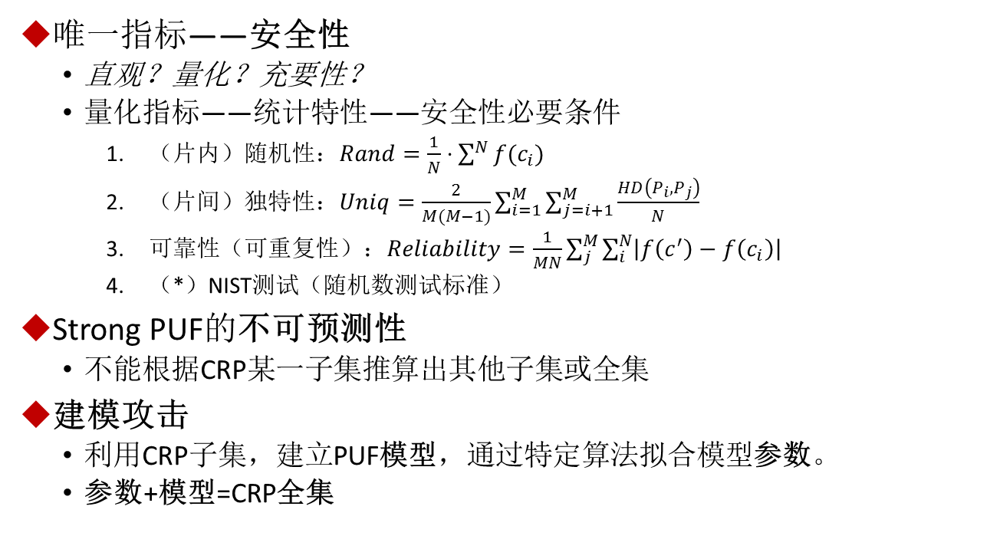 ◆唯一指标——安全性
• 直观？量化？充要性？
• 量化指标——统计特性——安全性必要条件
1. （片内）随机性：Rand = \frac{1}{N} \cdot \sum^{N} f(c_i)
2. （片间）独特性：Uniq = \frac{2}{M(M-1)} \sum_{i=1}^{M} \sum_{j=i+1}^{M} \frac{HD(P_i,P_j)}{N}
3. 可靠性（可重复性）：Reliability = \frac{1}{MN} \sum_{j}^{M} \sum_{i}^{N} |f(c') - f(c_i)|
4. （*）NIST测试（随机数测试标准）
◆Strong PUF的不可预测性
• 不能根据CRP某一子集推算出其他子集或全集
◆建模攻击
• 利用CRP子集，建立PUF模型，通过特定算法拟合模型参数。
• 参数+模型=CRP全集